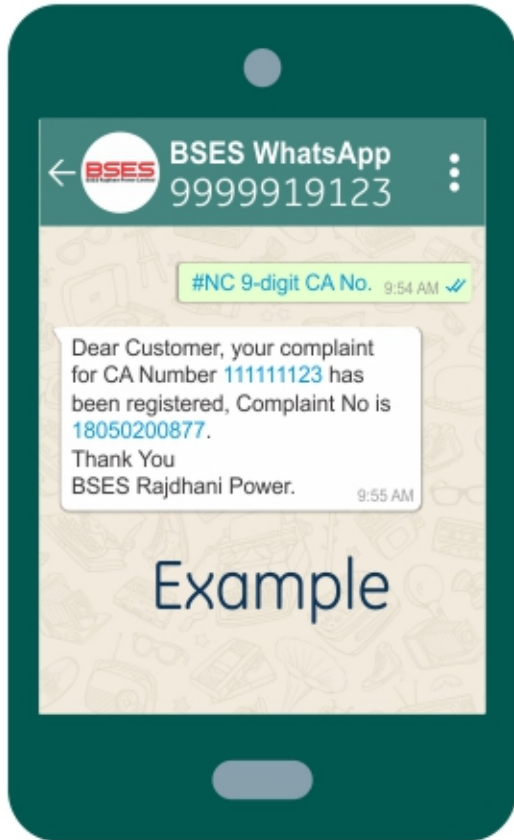 BSES
BSES WhatsApp
9999919123
#NC 9-digit CA No. 9:54 AM
Dear Customer, your complaint
for CA Number 111111123 has
been registered, Complaint No is
18050200877.
Thank You
BSES Rajdhani Power.
9:55 AM
Example